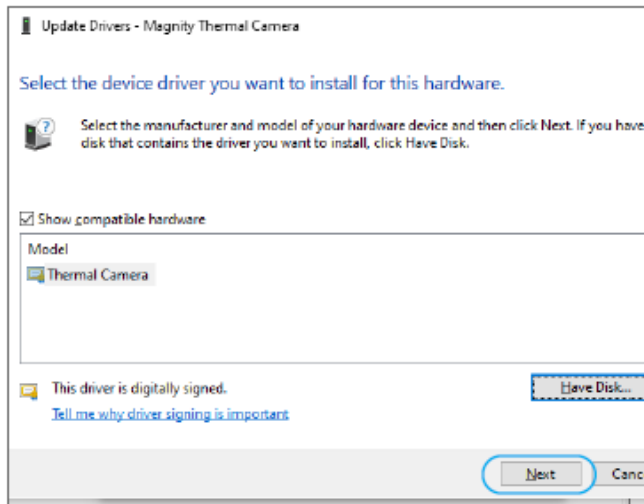 Update Drivers - Magnity Thermal Camera
Select the device driver you want to install for this hardware.
Select the manufacturer and model of your hardware device and then click Next. If you have
disk that contains the driver you want to install, click Have Disk.
Show compatible hardware
Model
Thermal Camera
This driver is digitally signed.
Have Disk...
Tell me why driver signing is important
Next
Canc